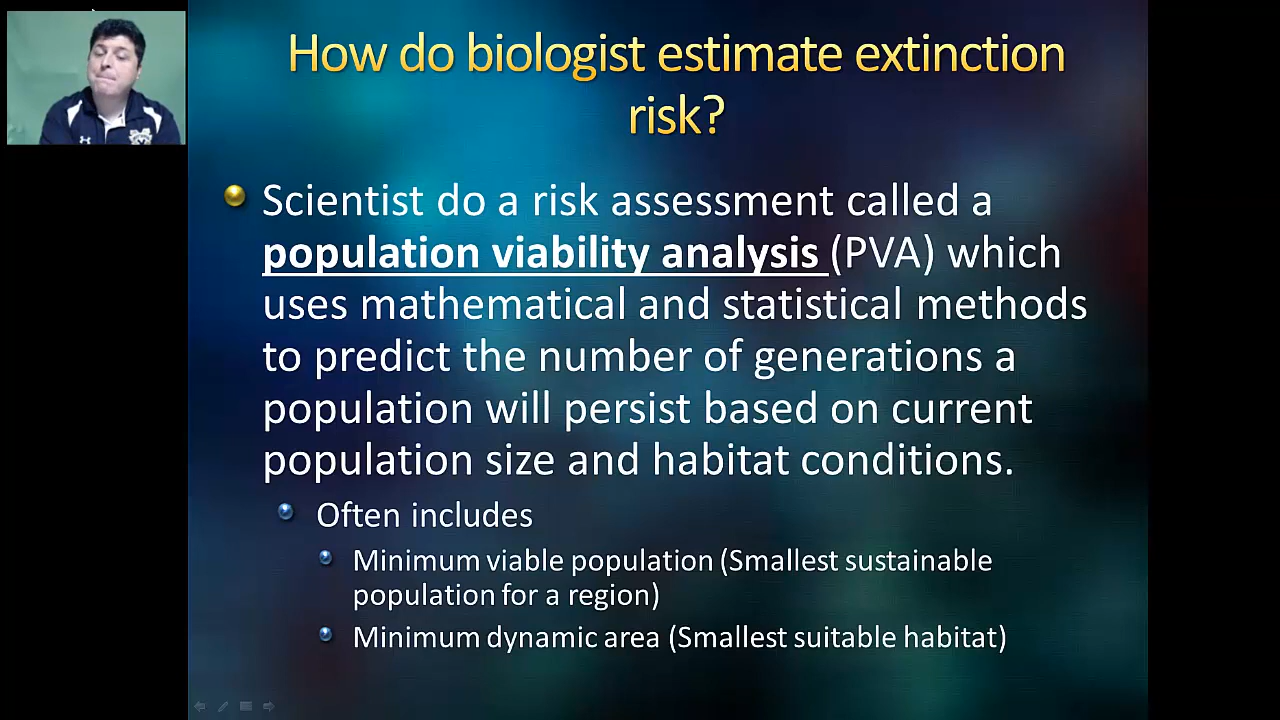 How do biologist estimate extinction
risk?
Scientist do a risk assessment called a
population viability analysis (PVA) which
uses mathematical and statistical methods
to predict the number of generations a
population will persist based on current
population size and habitat conditions.
Often includes
Minimum viable population (Smallest sustainable
population for a region)
Minimum dynamic area (Smallest suitable habitat)